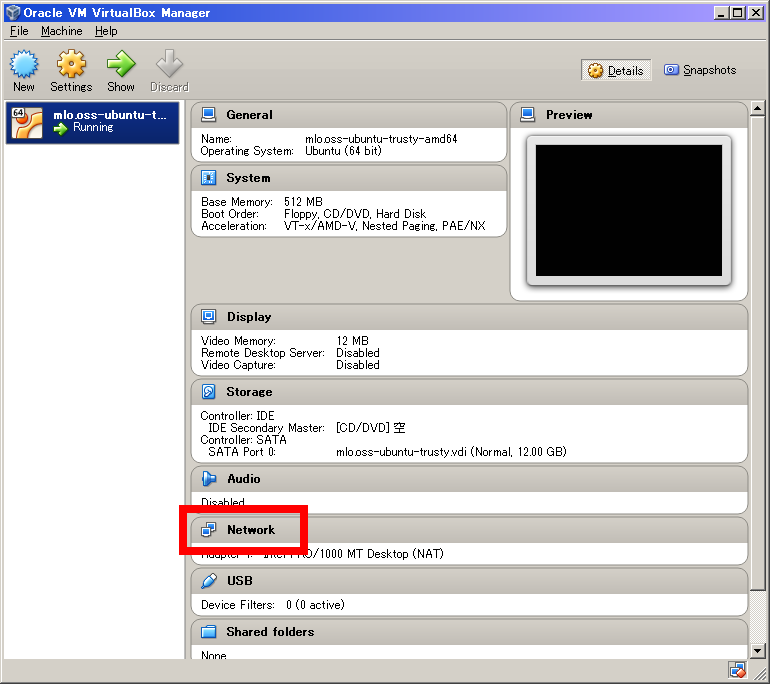 Oracle VM VirtualBox Manager
File Machine Help
New Settings Show Discard
Details Snapshots
64
mlo.oss-ubuntu-t...
Running
General
Name: mlo.oss-ubuntu-trusty-amd64
Operating System: Ubuntu (64 bit)
Preview
System
Base Memory: 512 MB
Boot Order: Floppy, CD/DVD, Hard Disk
Acceleration: VT-x/AMD-V, Nested Paging, PAE/NX
Display
Video Memory: 12 MB
Remote Desktop Server: Disabled
Video Capture: Disabled
Storage
Controller: IDE
IDE Secondary Master: [CD/DVD] 空
Controller: SATA
SATA Port 0: mlo.oss-ubuntu-trusty.vdi (Normal, 12.00 GB)
Audio
Disabled
Network
Adapter 1: Intel PRO/1000 MT Desktop (NAT)
USB
Device Filters: 0 (0 active)
Shared folders
None